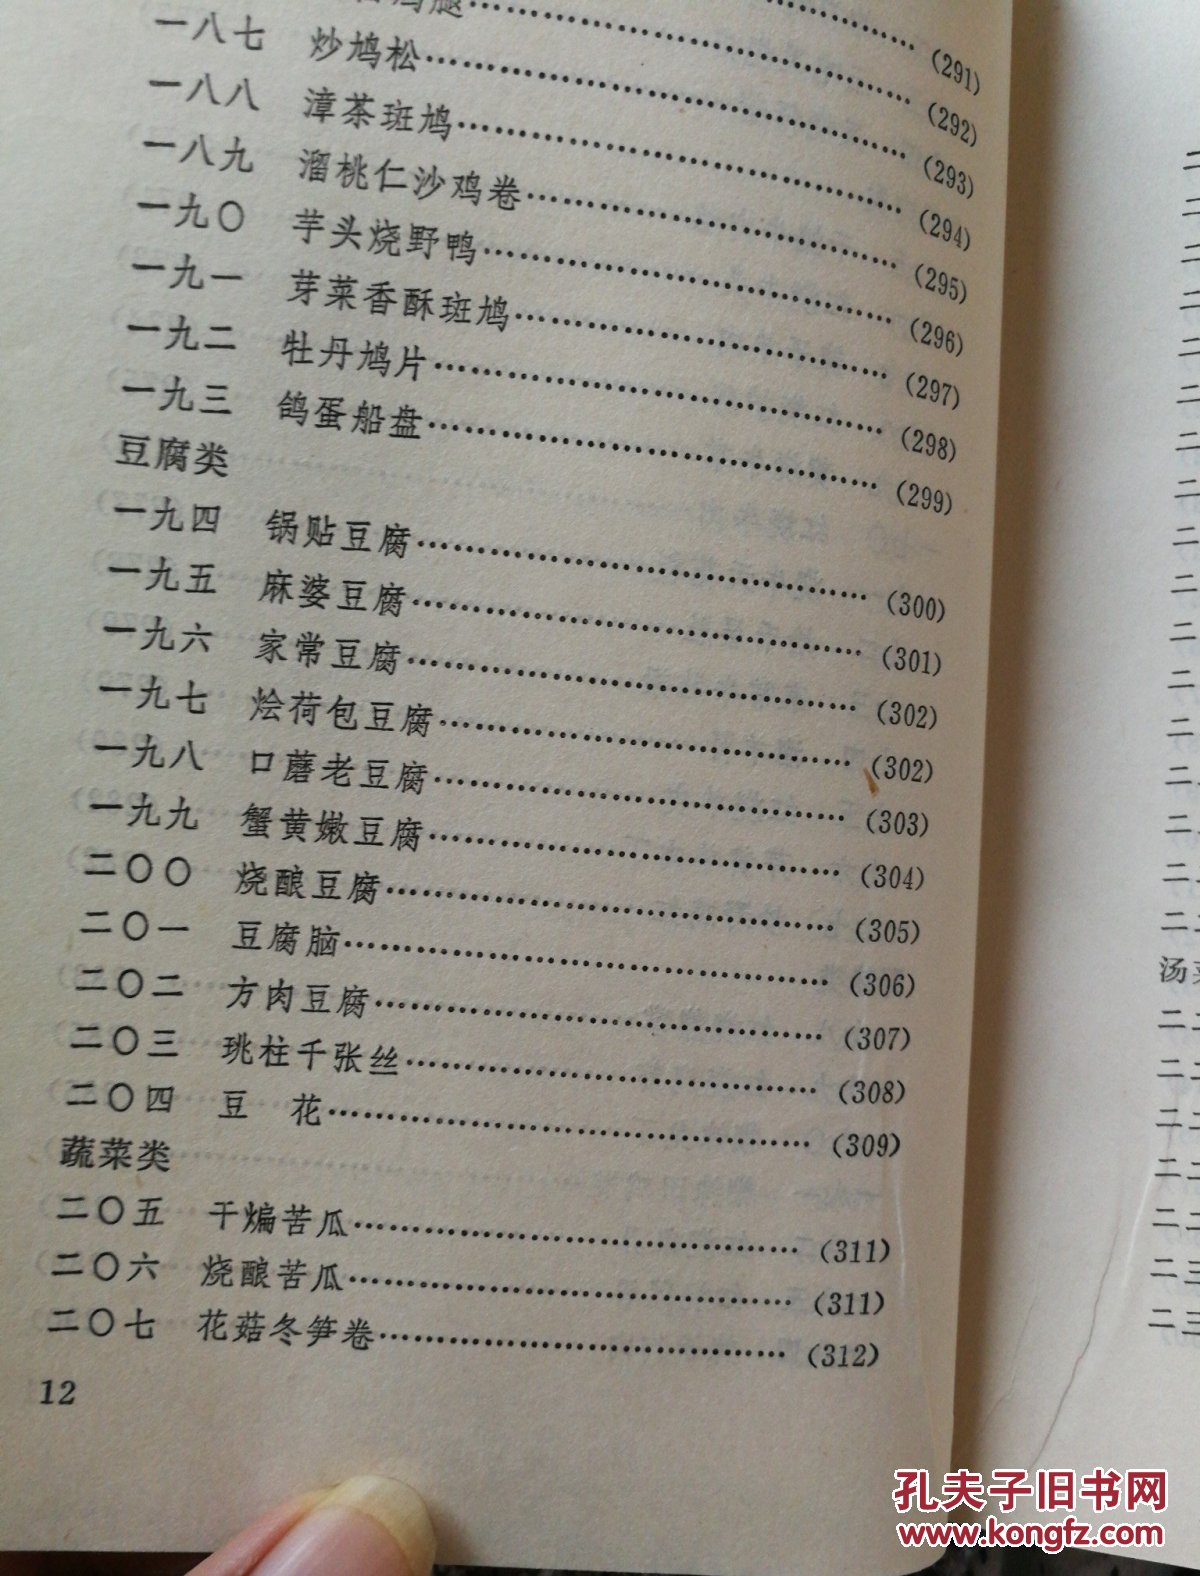 (291)
鸡腿……(292)
一八七 炒鸠松……(293)
一八八 漳茶斑鸠……(294)
一八九 溜桃仁沙鸡卷……(295)
一九〇 芋头烧野鸭……(296)
一九一 芽菜香酥斑鸠……(297)
一九二 牡丹鸠片……(298)
一九三 鸽蛋船盘……(299)
豆腐类
一九四 锅贴豆腐……(300)
一九五 麻婆豆腐……(301)
一九六 家常豆腐……(302)
一九七 烩荷包豆腐……(302)
一九八 口蘑老豆腐……(303)
一九九 蟹黄嫩豆腐……(304)
二〇〇 烧酿豆腐……(305)
二〇一 豆腐脑……(306)
二〇二 方肉豆腐……(307)
二〇三 珧柱千张丝……(308)
二〇四 豆 花……(309)
蔬菜类
二〇五 干煸苦瓜……(311)
二〇六 烧酿苦瓜……(311)
二〇七 花菇冬笋卷……(312)
12
汤
孔夫子旧书网
www.kongfz.com